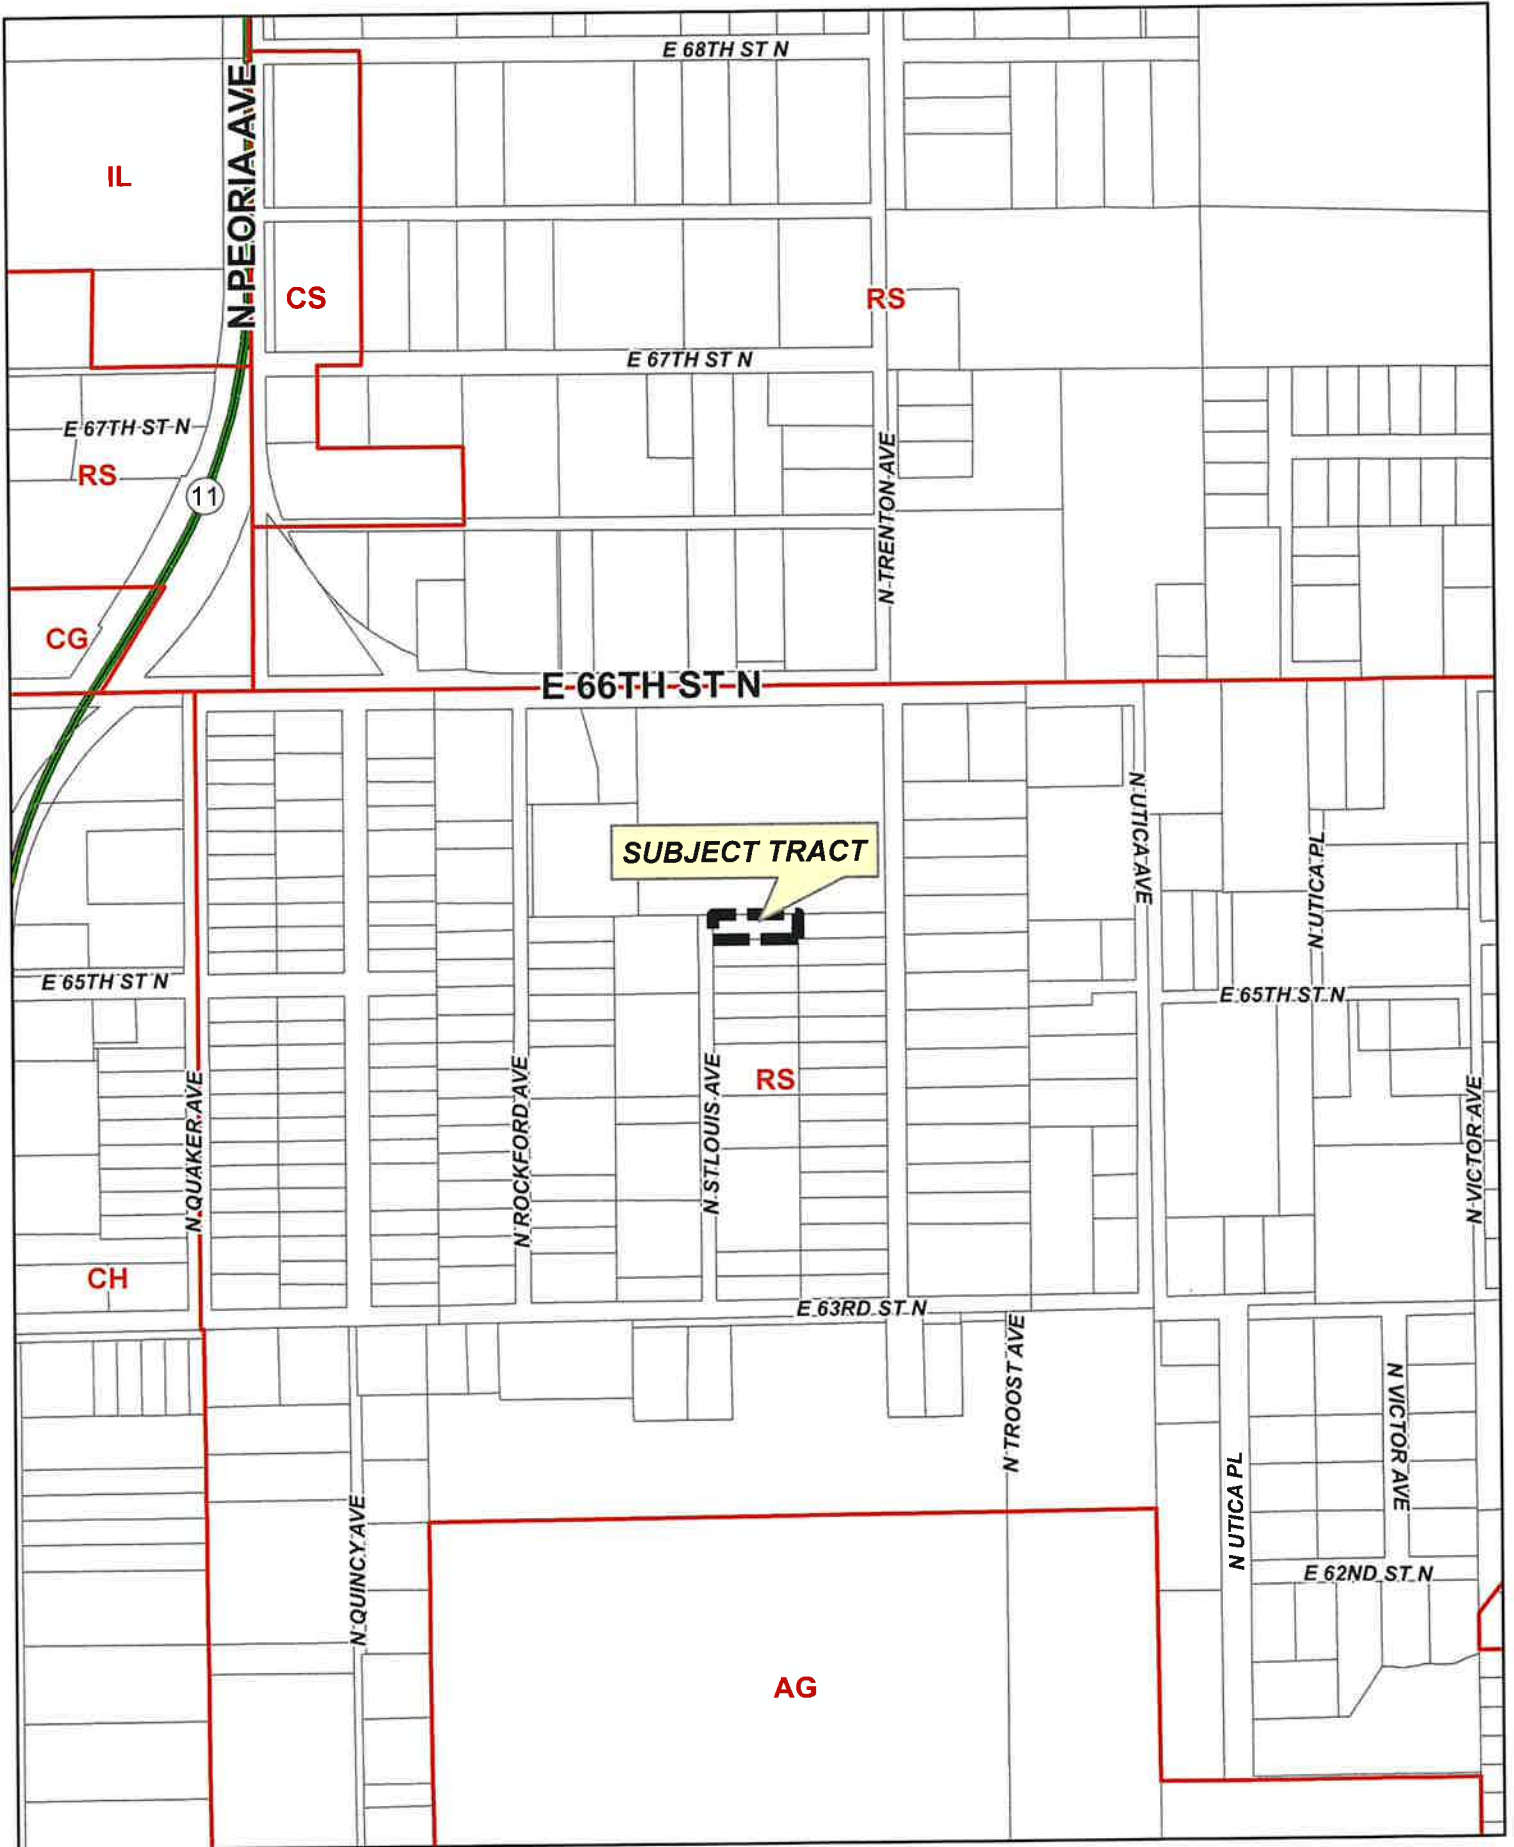 E 68TH ST N
N PEORIA AVE
IL
CS
RS
E 67TH ST N
E 67TH ST N
RS
11
N TRENTON AVE
CG
E 66TH ST N
SUBJECT TRACT
N UTICA AVE
N UTICA PL
E 65TH ST N
E 65TH ST N
N QUAKER AVE
N ROCKFORD AVE
N ST LOUIS AVE
RS
N VICTOR AVE
CH
E 63RD ST N
N TROOST AVE
N VICTOR AVE
N UTICA PL
N QUINCY AVE
E 62ND ST N
AG